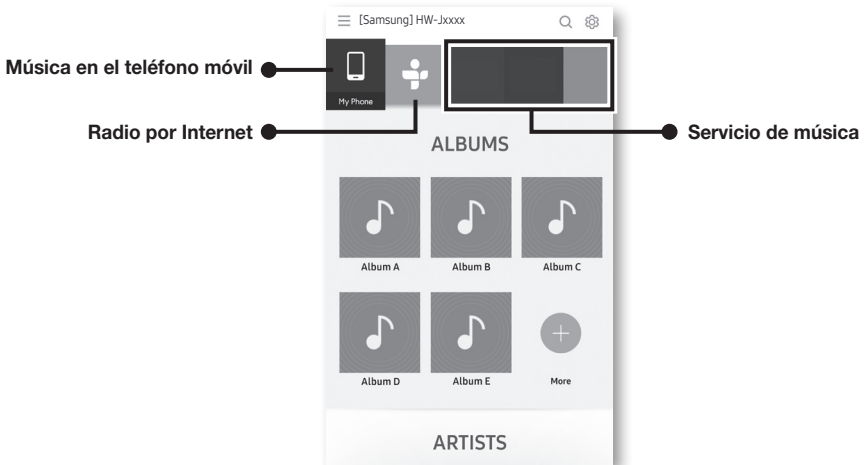 [Samsung] HW-Jxxxx
Música en el teléfono móvil
My Phone
Radio por Internet
Servicio de música
ALBUMS
Album A
Album B
Album C
Album D
Album E
More
ARTISTS